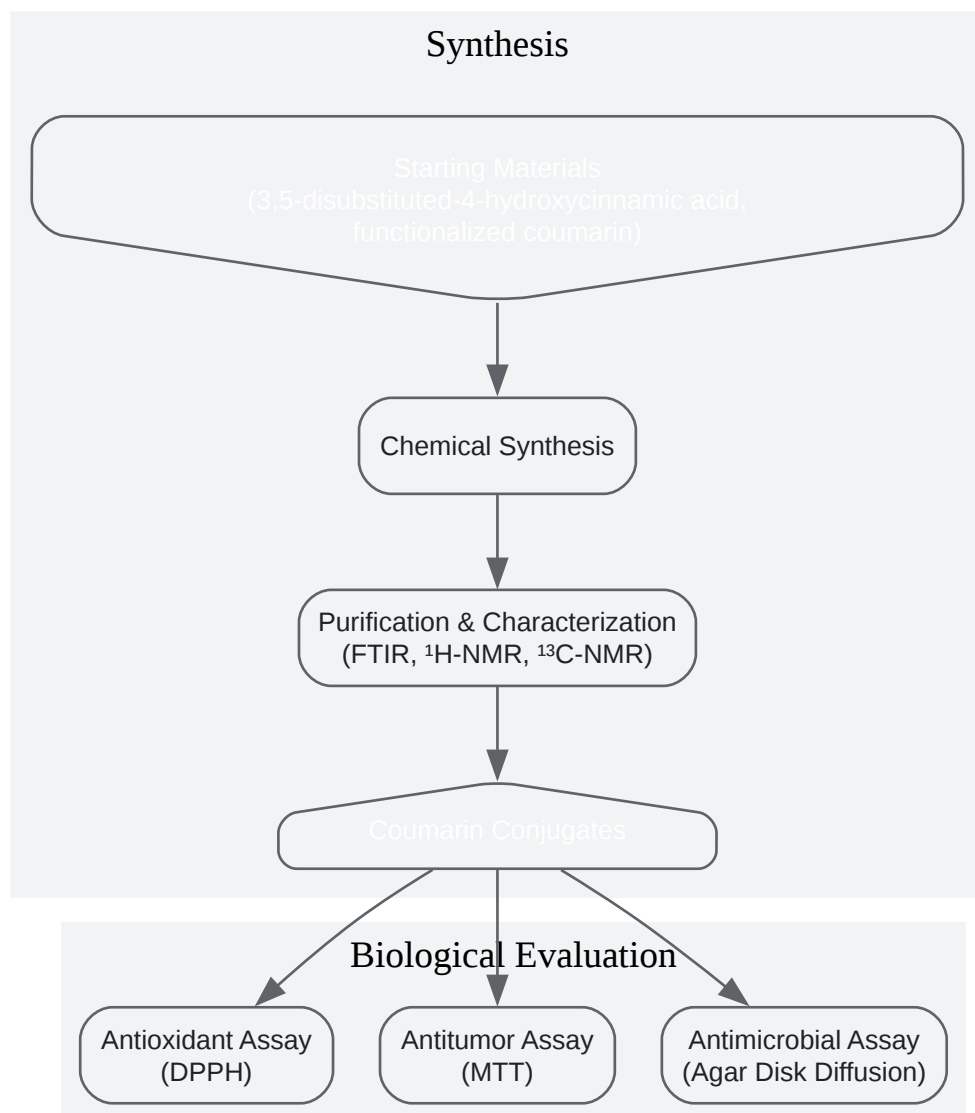 Synthesis
Starting Materials
(3,5-disubstituted-4-hydroxycinnamic acid,
functionalized coumarin)
Chemical Synthesis
Purification & Characterization
(FTIR, ¹H-NMR, ¹³C-NMR)
Coumarin Conjugates
Biological Evaluation
Antioxidant Assay
(DPPH)
Antitumor Assay
(MTT)
Antimicrobial Assay
(Agar Disk Diffusion)